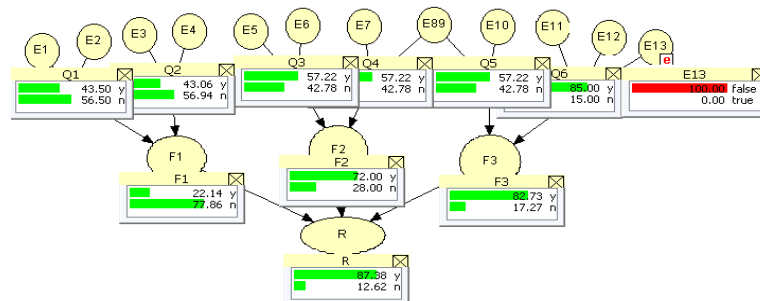 E1
E2
E3
E4
E5
E6
E7
E89
E10
E11
E12
E13
e
Q1
43.50 y
56.50 n
Q2
43.06 y
56.94 n
Q3
57.22 y
42.78 n
Q4
57.22 y
42.78 n
Q5
57.22 y
42.78 n
Q6
85.00 y
15.00 n
E13
100.00 false
0.00 true
F1
F2
F3
F1
22.14 y
77.86 n
F2
72.00 y
28.00 n
F3
82.73 y
17.27 n
R
R
87.38 y
12.62 n